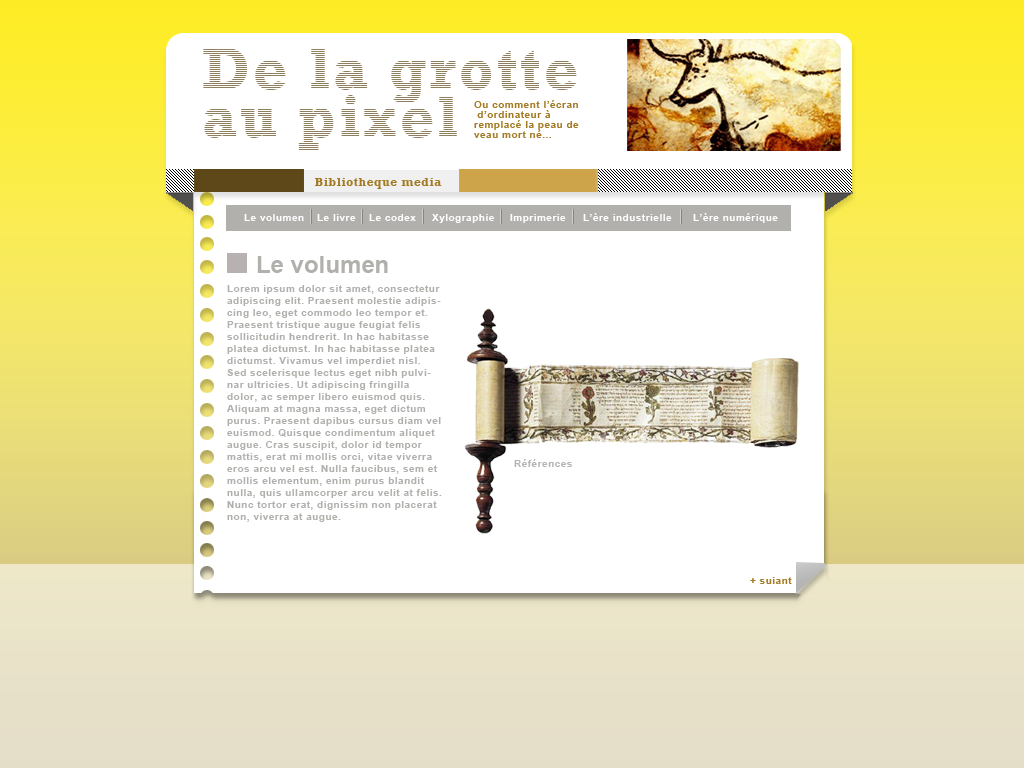 De la grotte
au pixel
Ou comment l'écran
d'ordinateur à
remplacé la peau de
veau mort né...
Bibliotheque media
Le volumen Le livre Le codex Xylographie Imprimerie L'ère industrielle L'ère numérique
Le volumen
Lorem ipsum dolor sit amet, consectetur
adipiscing elit. Praesent molestie adipis-
cing leo, eget commodo leo tempor et.
Praesent tristique augue feugiat felis
sollicitudin hendrerit. In hac habitasse
platea dictumst. In hac habitasse platea
dictumst. Vivamus vel imperdiet nisl.
Sed scelerisque lectus eget nibh pulvi-
nar ultricies. Ut adipiscing fringilla
dolor, ac semper libero euismod quis.
Aliquam at magna massa, eget dictum
purus. Praesent dapibus cursus diam vel
euismod. Quisque condimentum aliquet
augue. Cras suscipit, dolor id tempor
mattis, erat mi mollis orci, vitae viverra
eros arcu vel est. Nulla faucibus, sem et
mollis elementum, enim purus blandit
nulla, quis ullamcorper arcu velit at felis.
Nunc tortor erat, dignissim non placerat
non, viverra at augue.
Références
+ suivant